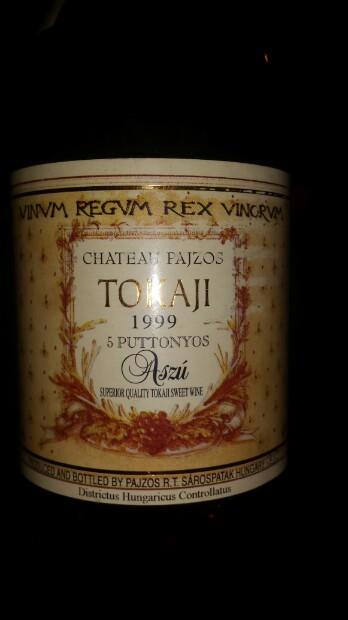 VINVM REGVM REX VINORVM
CHATEAU PAJZOS
TOKAJI
1999
5 PUTTONYOS
Aszú
SUPERIOR QUALITY TOKAJI SWEET WINE
PRODUCED AND BOTTLED BY PAJZOS R.T. SÁROSPATAK HUNGARY
Districtus Hungaricus Controllatus